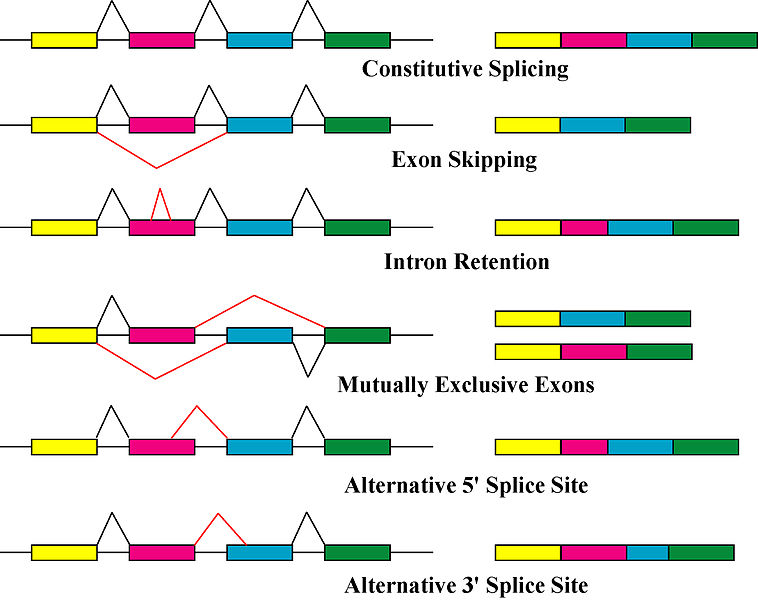 Constitutive Splicing
Exon Skipping
Intron Retention
Mutually Exclusive Exons
Alternative 5' Splice Site
Alternative 3' Splice Site